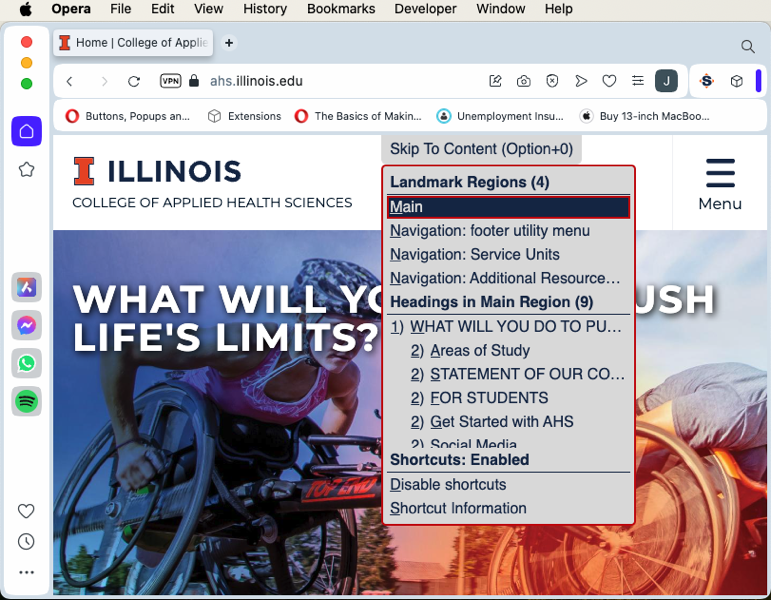 Opera File Edit View History Bookmarks Developer Window Help
Home | College of Applie
VPN ahs.illinois.edu J S
Buttons, Popups an... Extensions The Basics of Makin... Unemployment Insu... Buy 13-inch MacBoo...
Skip To Content (Option+0)
I ILLINOIS
COLLEGE OF APPLIED HEALTH SCIENCES
Menu
Landmark Regions (4)
Main
Navigation: footer utility menu
Navigation: Service Units
Navigation: Additional Resource...
Headings in Main Region (9)
1) WHAT WILL YOU DO TO PU...
2) Areas of Study
2) STATEMENT OF OUR CO...
2) FOR STUDENTS
2) Get Started with AHS
2) Social Media
Shortcuts: Enabled
Disable shortcuts
Shortcut Information
WHAT WILL YO USH
LIFE'S LIMITS?
TOP END